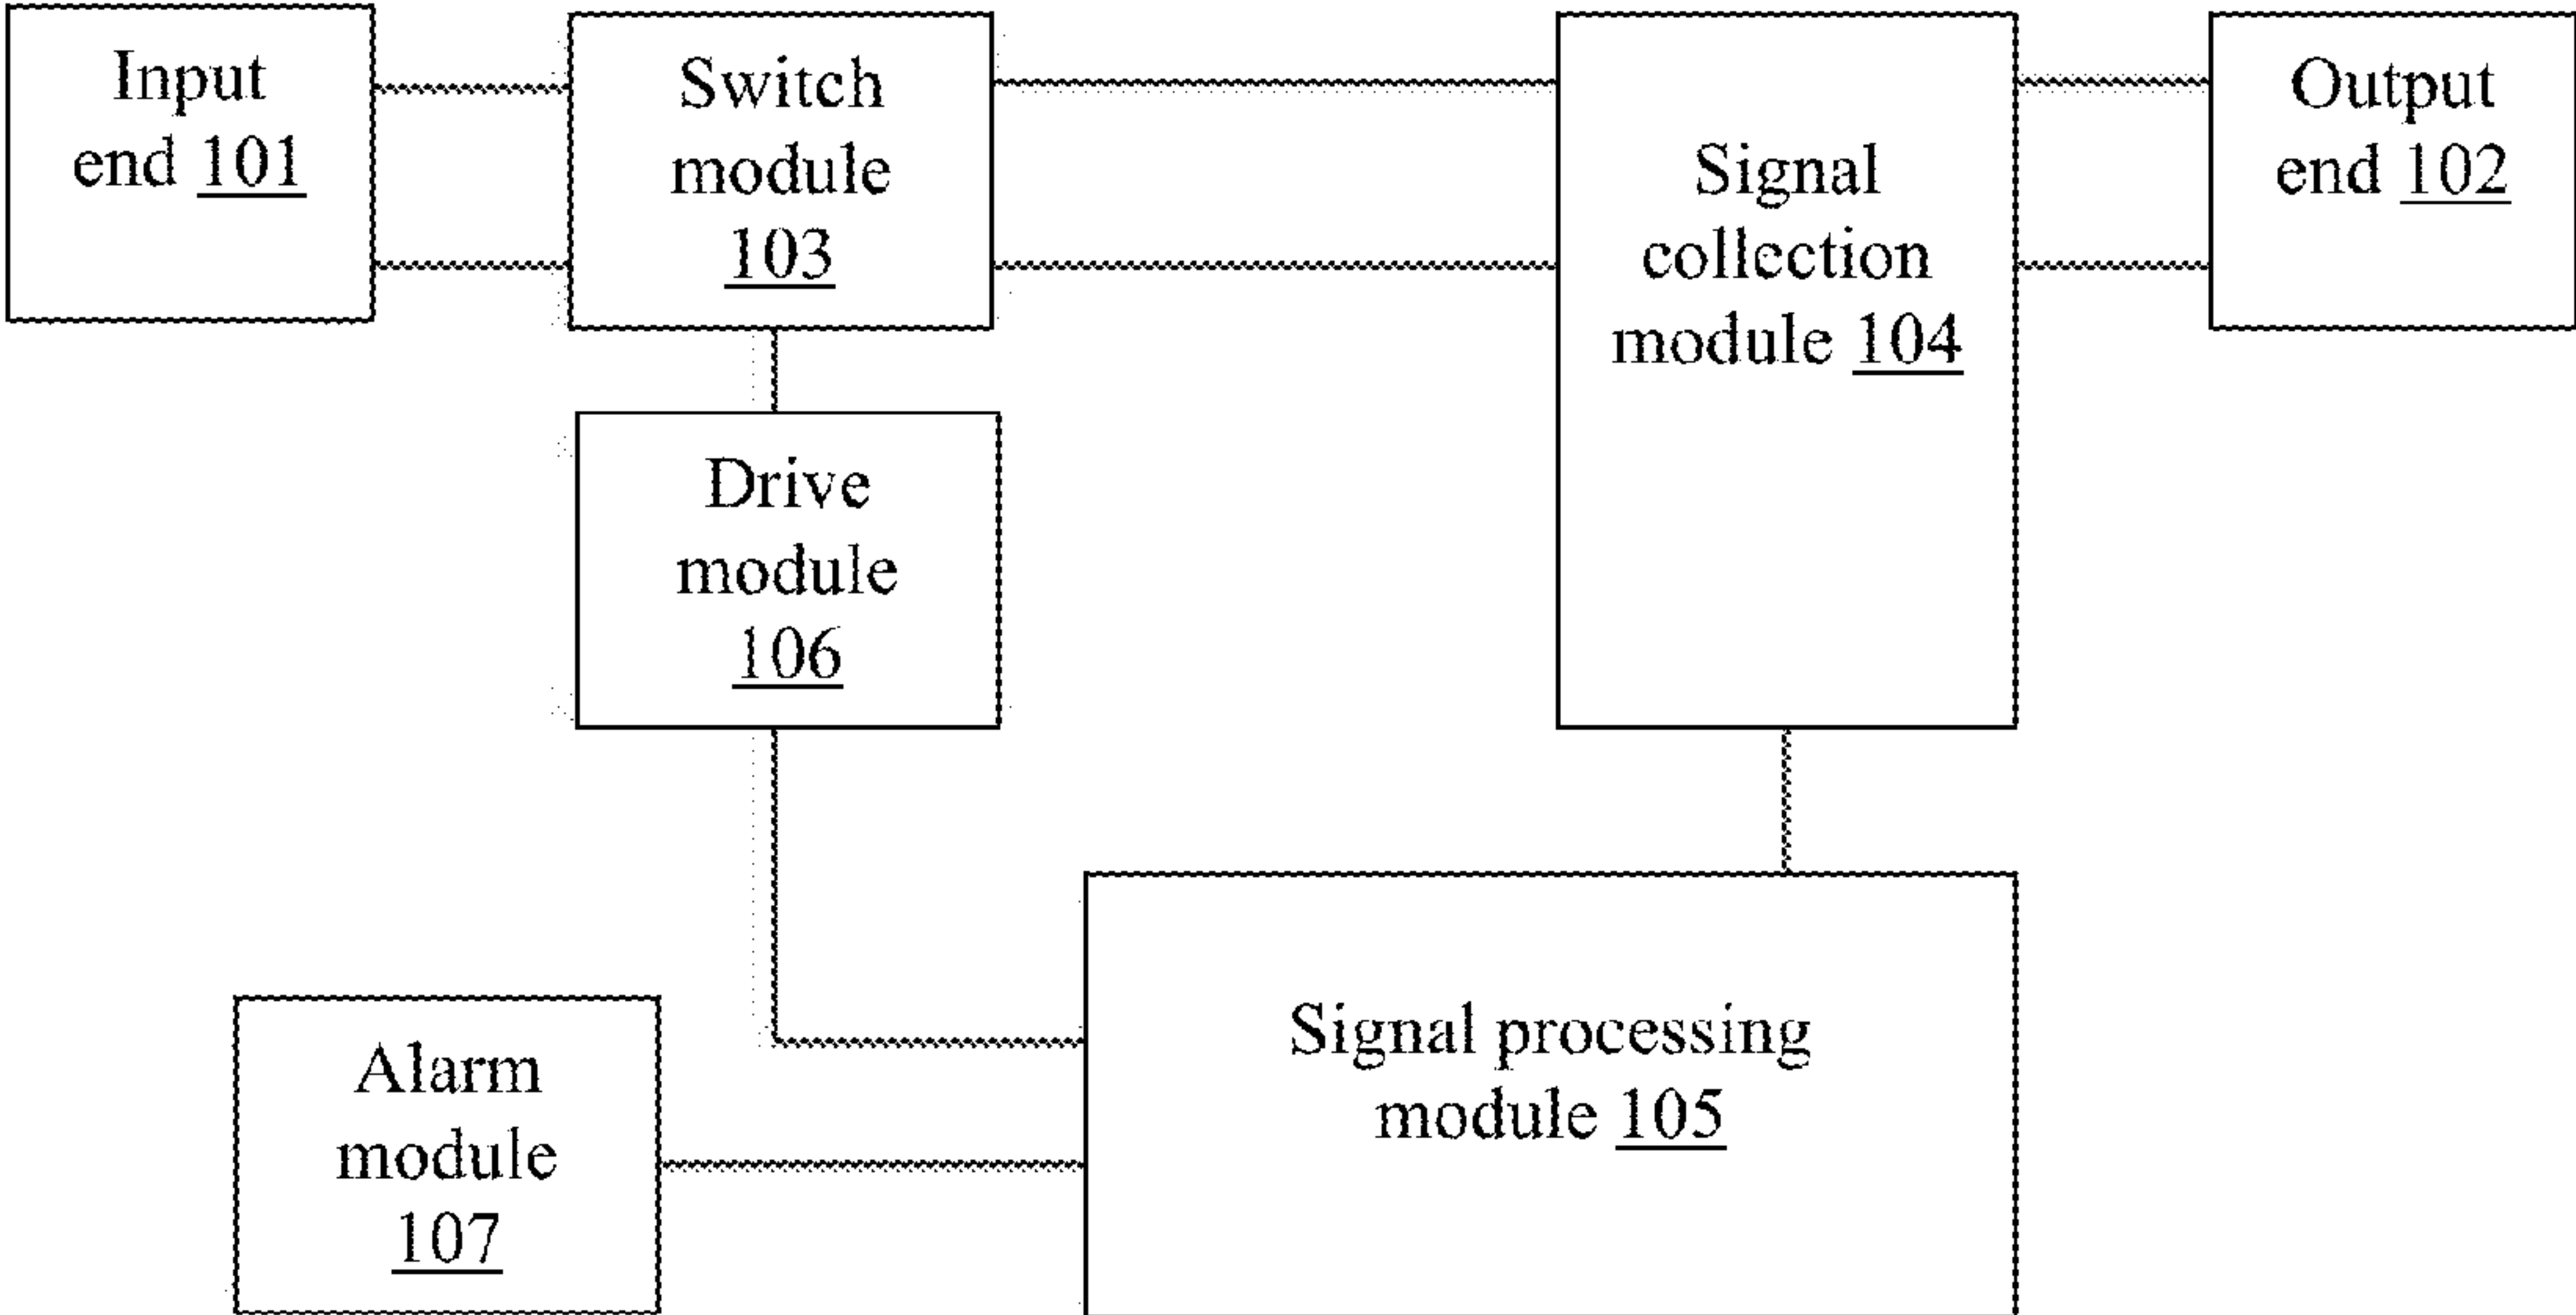 Input
end 101
Switch
module
103
Signal
collection
module 104
Output
end 102
Drive
module
106
Signal processing
module 105
Alarm
module
107